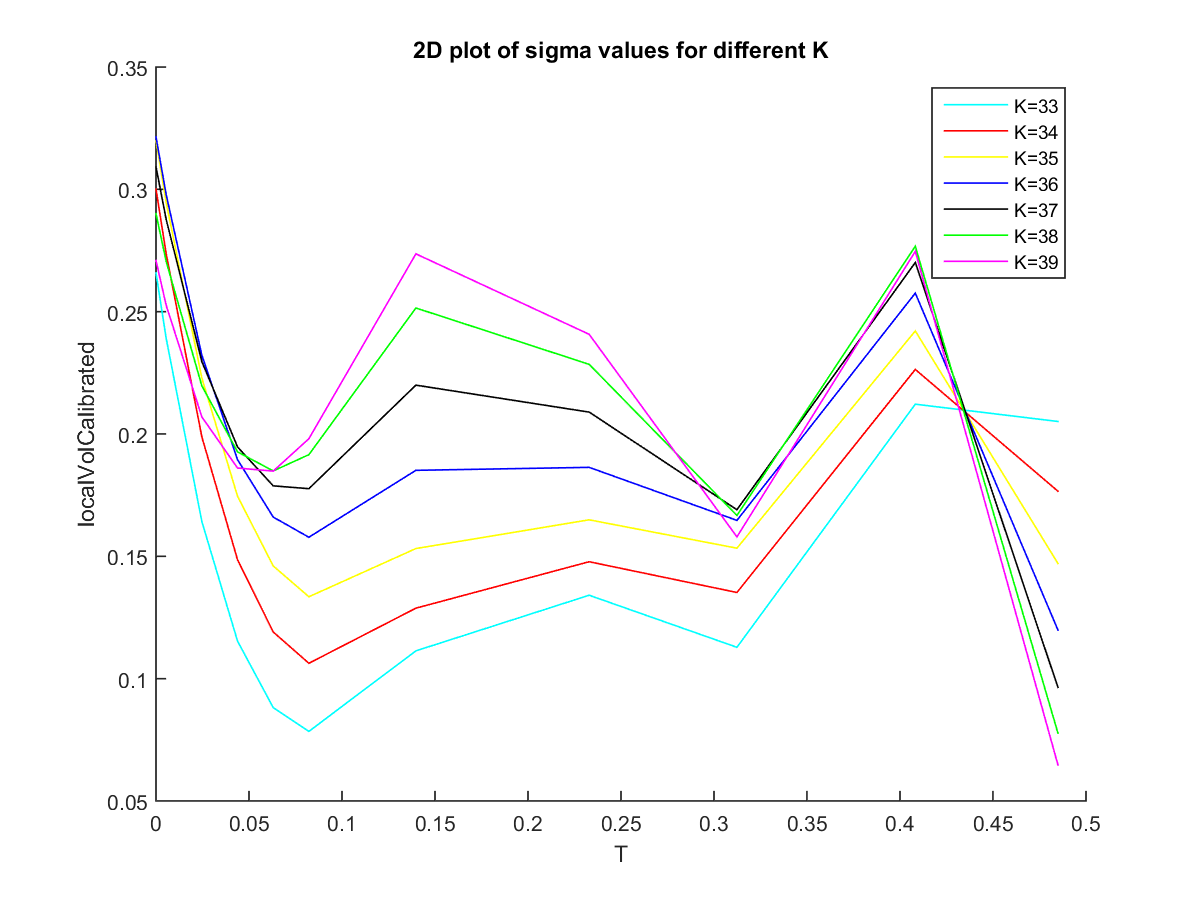 2D plot of sigma values for different K
0.35
0.3
0.25
0.2
0.15
0.1
0.05
localVolCalibrated
K=33
K=34
K=35
K=36
K=37
K=38
K=39
0 0.05 0.1 0.15 0.2 0.25 0.3 0.35 0.4 0.45 0.5
T